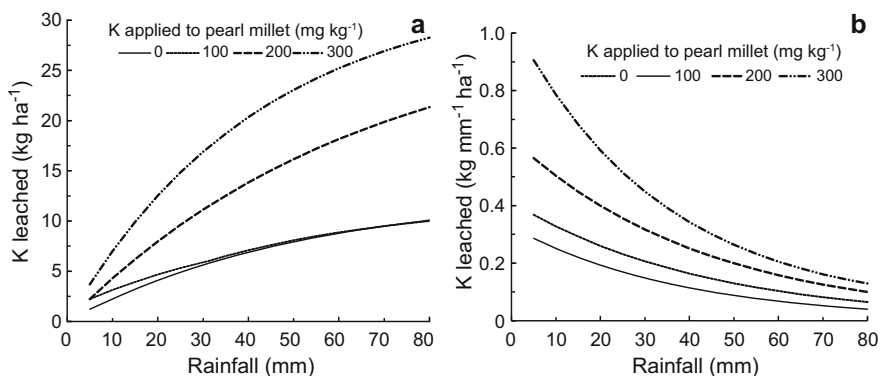 a
K applied to pearl millet (mg kg⁻¹)
0 100 200 300
K leached (kg ha⁻¹)
30
25
20
15
10
5
0
0 10 20 30 40 50 60 70 80
Rainfall (mm)
b
K applied to pearl millet (mg kg⁻¹)
0 100 200 300
K leached (kg mm⁻¹ ha⁻¹)
1.0
0.8
0.6
0.4
0.2
0
0 10 20 30 40 50 60 70 80
Rainfall (mm)